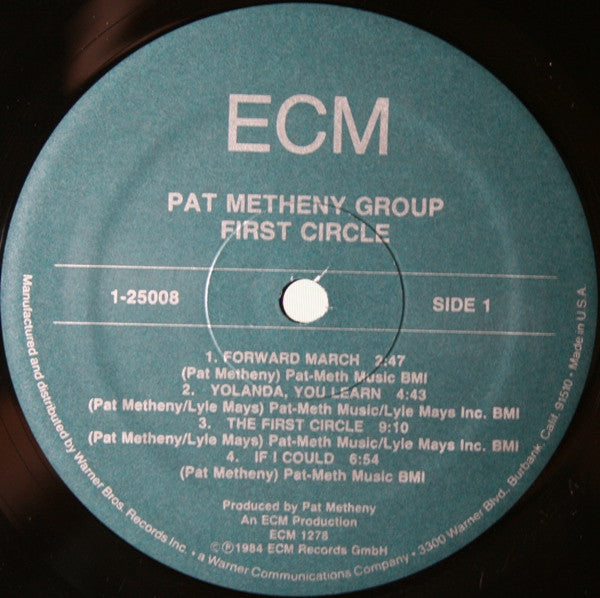 ECM
PAT METHENY GROUP
FIRST CIRCLE
1-25008
SIDE 1
1. FORWARD MARCH 2:47
(Pat Metheny) Pat-Meth Music BMI
2. YOLANDA, YOU LEARN 4:43
(Pat Metheny/Lyle Mays) Pat-Meth Music/Lyle Mays Inc. BMI
3. THE FIRST CIRCLE 9:10
(Pat Metheny/Lyle Mays) Pat-Meth Music/Lyle Mays Inc. BMI
4. IF I COULD 6:54
(Pat Metheny) Pat-Meth Music BMI
Produced by Pat Metheny
An ECM Production
ECM 1278
©℗1984 ECM Records GmbH
Manufactured and distributed by Warner Bros. Records Inc. • a Warner Communications Company • 3300 Warner Blvd., Burbank, Calif. 91510 • Made in U.S.A.